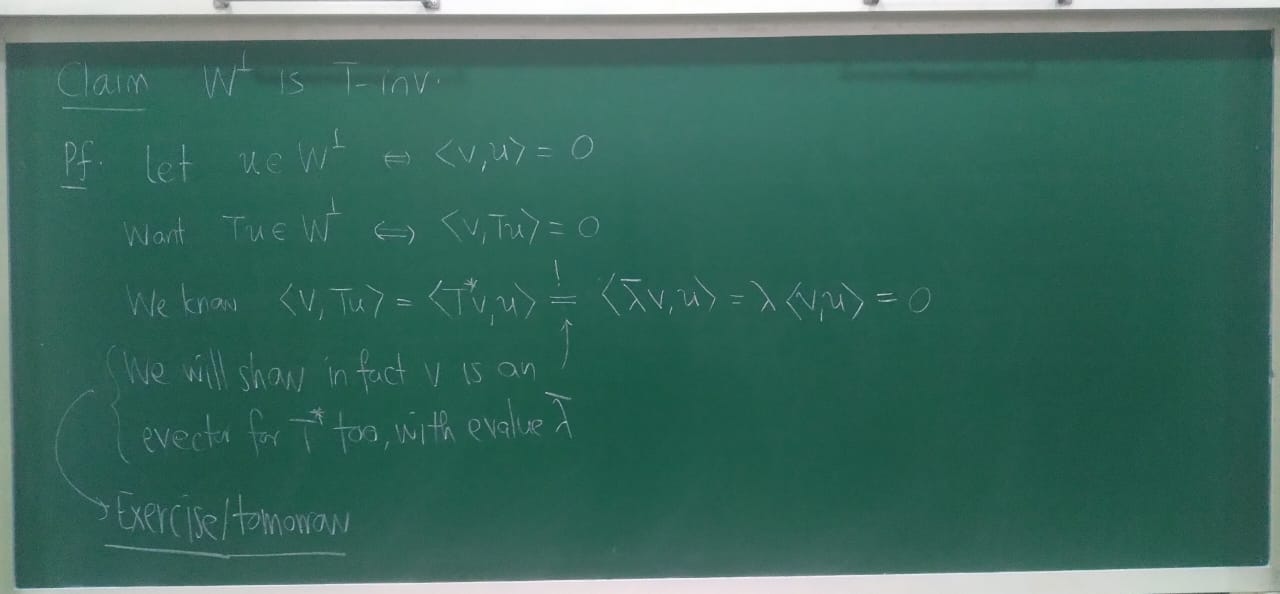 Claim W⊥ is T-inv.
Pf. Let u∈W⊥ ⇔ ⟨v,u⟩ = 0
Want Tu∈W⊥ ⇔ ⟨v,Tu⟩ = 0
We know ⟨v,Tu⟩ = ⟨T*v,u⟩ =! ⟨λ̄v,u⟩ = λ⟨v,u⟩ = 0
We will show in fact v is an
evector for T* too, with evalue λ̄
Exercise/tomorrow